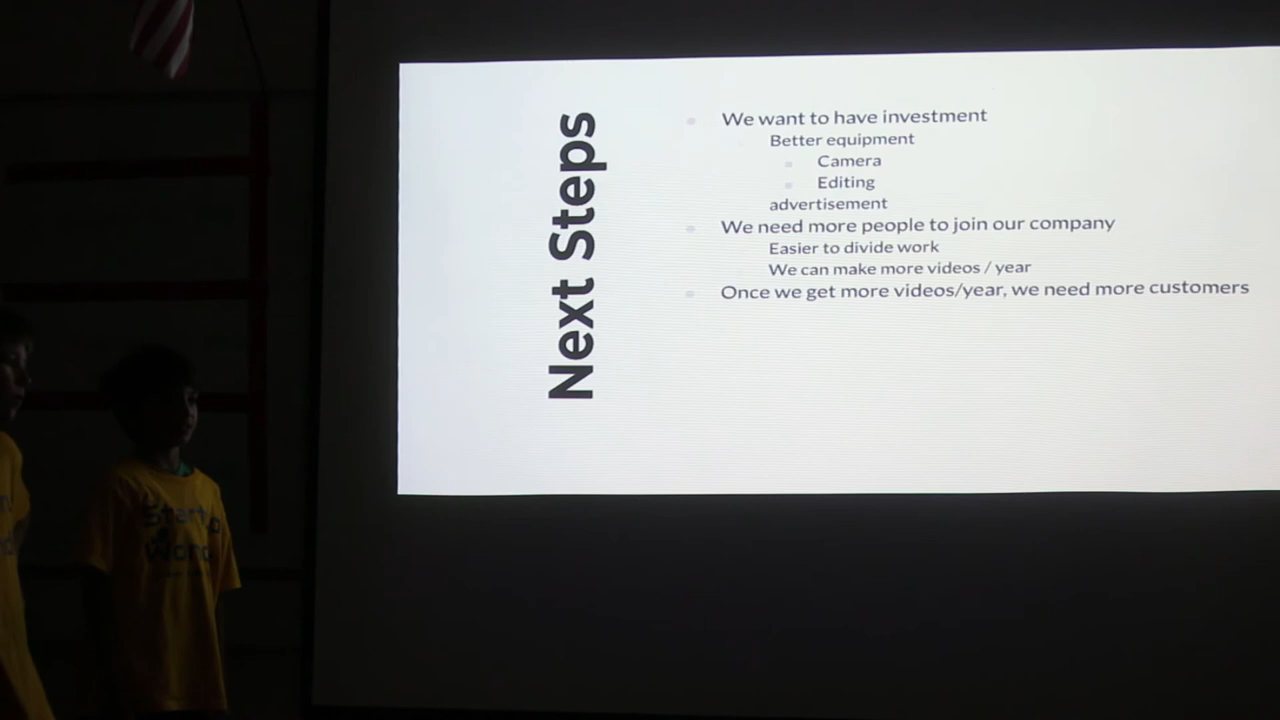 Next Steps
We want to have investment
Better equipment
Camera
Editing
advertisement
We need more people to join our company
Easier to divide work
We can make more videos / year
Once we get more videos/year, we need more customers
Startup
World